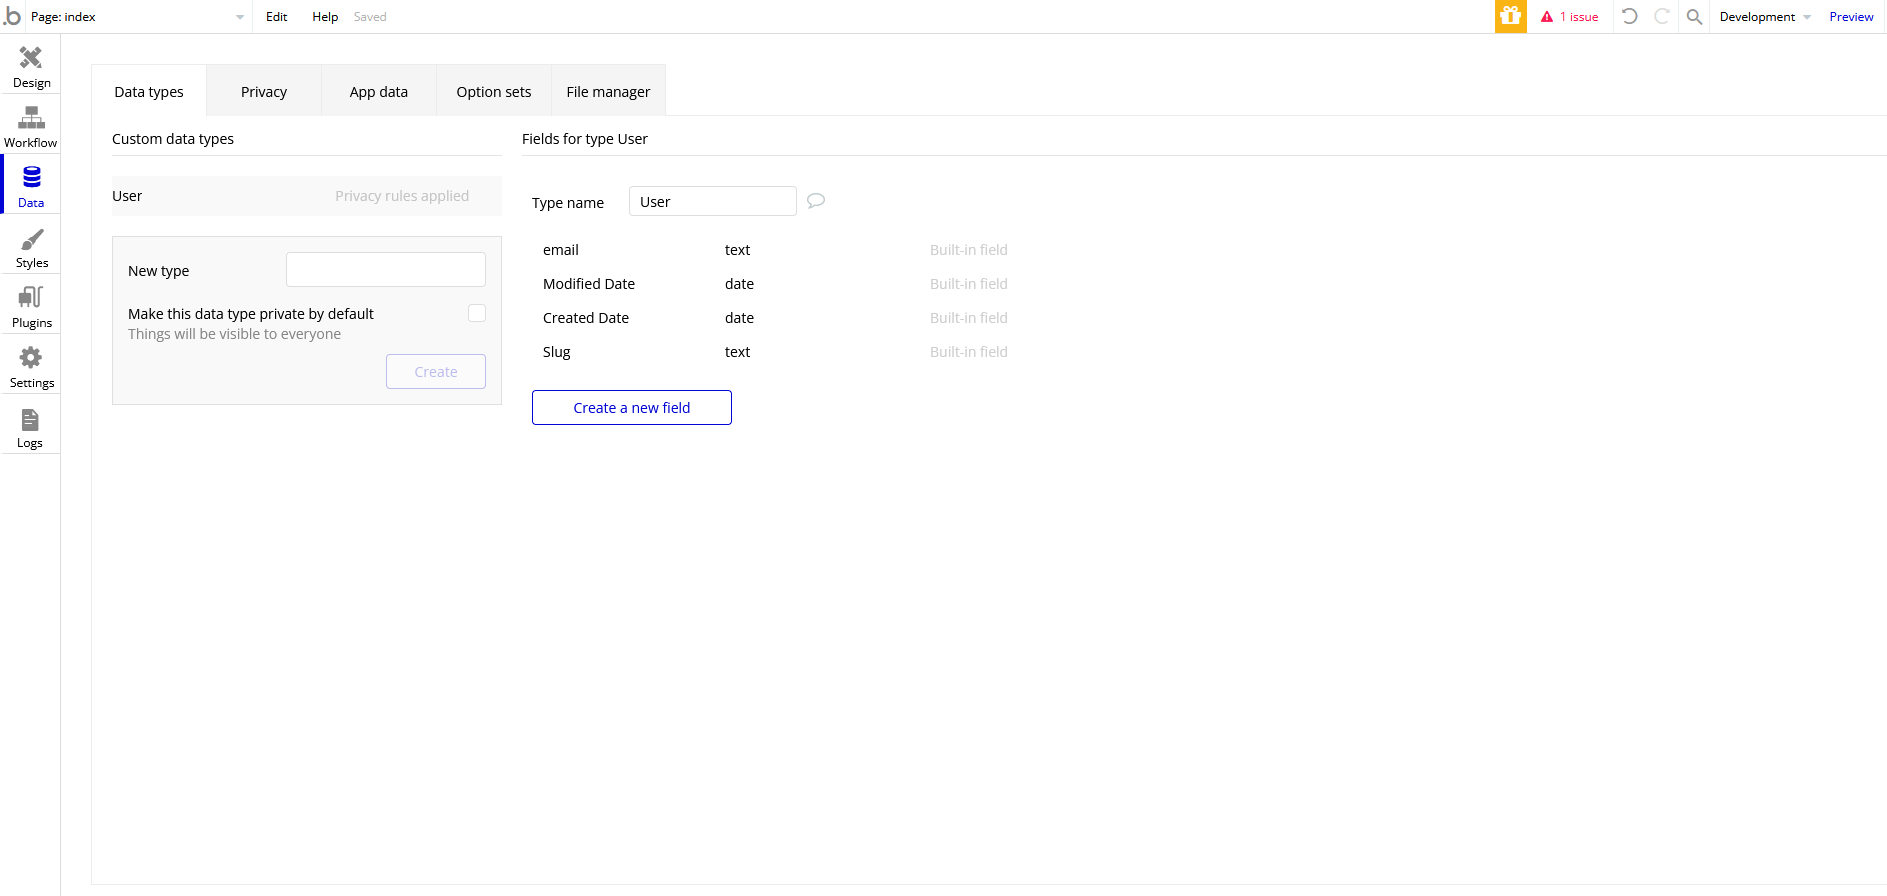 .b Page: index Edit Help Saved 1 issue Development Preview
Design
Workflow
Data
Styles
Plugins
Settings
Logs
Data types Privacy App data Option sets File manager
Custom data types
User Privacy rules applied
New type
Make this data type private by default
Things will be visible to everyone
Create
Fields for type User
Type name User
email text Built-in field
Modified Date date Built-in field
Created Date date Built-in field
Slug text Built-in field
Create a new field